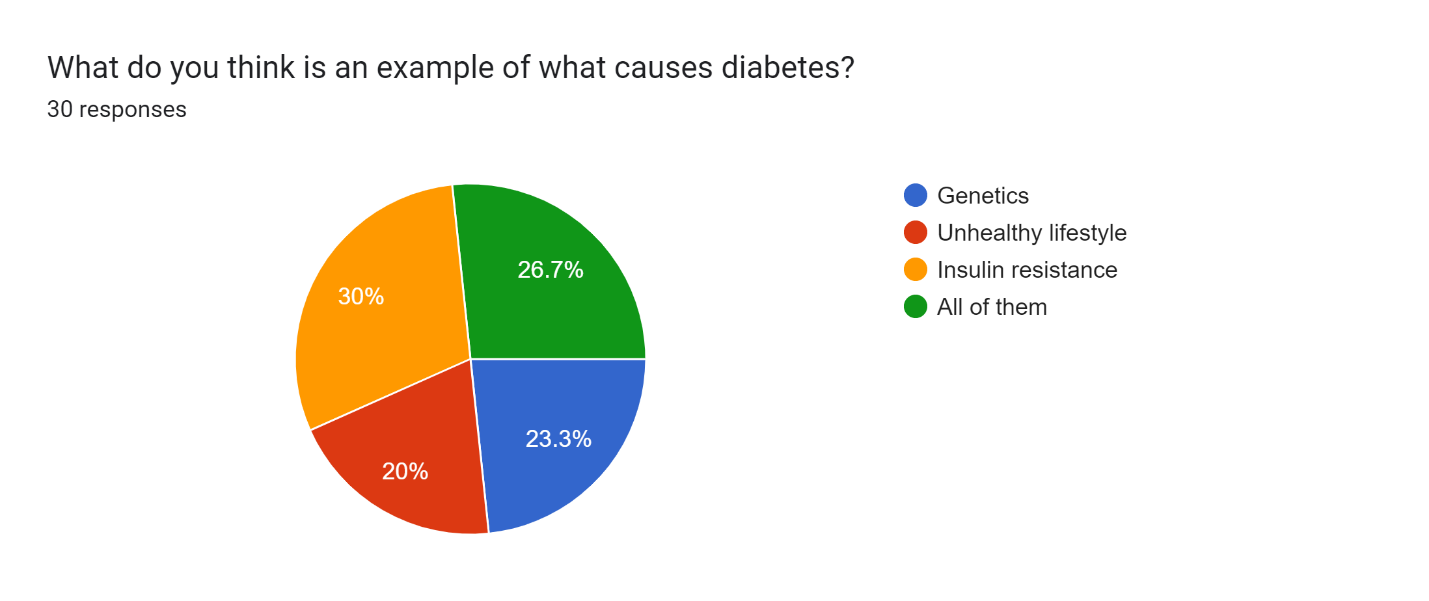 What do you think is an example of what causes diabetes?
30 responses
Genetics
Unhealthy lifestyle
Insulin resistance
All of them
26.7%
30%
23.3%
20%